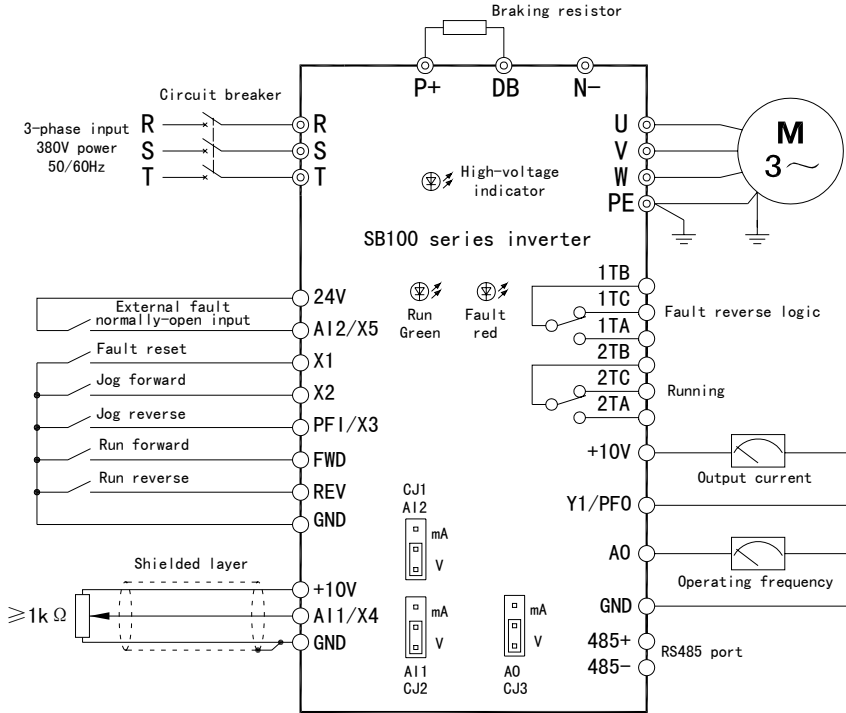 Braking resistor
P+
DB
N-
Circuit breaker
3-phase input
380V power
50/60Hz
R
S
T
R
S
T
High-voltage
indicator
U
V
W
PE
M
3～
SB100 series inverter
24V
External fault
normally-open input
AI2/X5
Fault reset
X1
Jog forward
X2
Jog reverse
PFI/X3
Run forward
FWD
Run reverse
REV
GND
Run
Green
Fault
red
1TB
1TC
1TA
Fault reverse logic
2TB
2TC
2TA
Running
+10V
Output current
Y1/PFO
AO
Operating frequency
GND
485+
485-
RS485 port
CJ1
AI2
mA
V
Shielded layer
+10V
≥1kΩ
AI1/X4
GND
mA
V
AI1
CJ2
mA
V
AO
CJ3